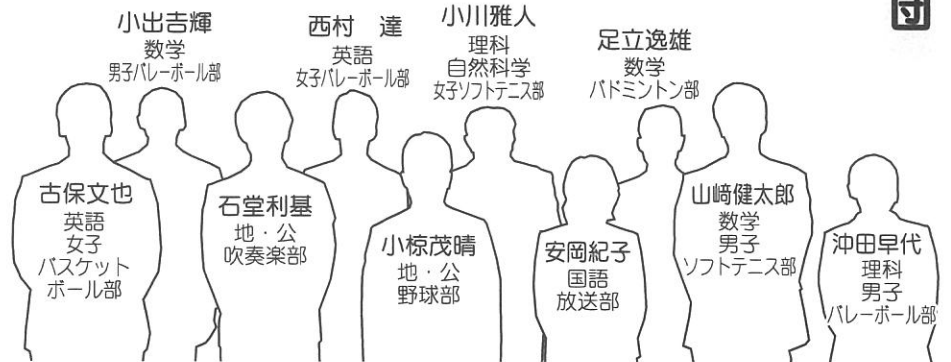 団
小出吉輝
数学
男子バレーボール部
西村　達
英語
女子バレーボール部
小川雅人
理科
自然科学
女子ソフトテニス部
足立逸雄
数学
バドミントン部
古保文也
英語
女子
バスケット
ボール部
石堂利基
地・公
吹奏楽部
小椋茂晴
地・公
野球部
安岡紀子
国語
放送部
山﨑健太郎
数学
男子
ソフトテニス部
沖田早代
理科
男子
バレーボール部